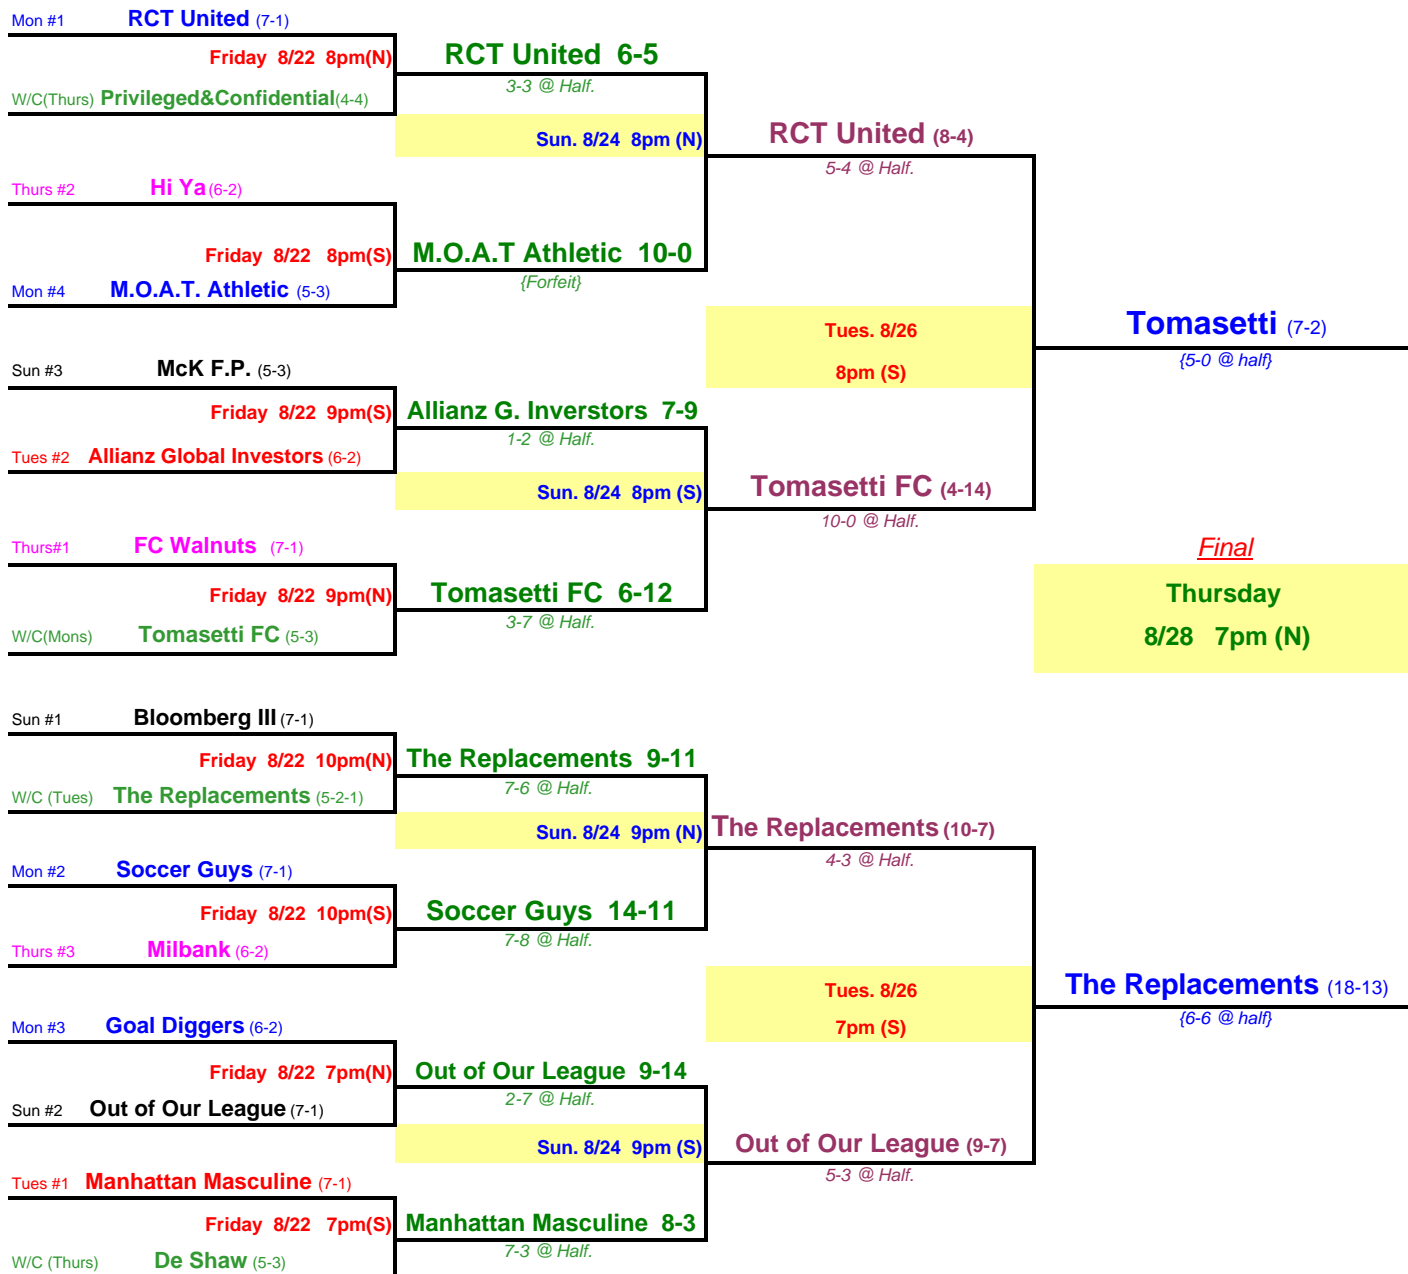 Mon #1 RCT United (7-1)
Friday 8/22 8pm(N)
W/C(Thurs) Privileged&Confidential(4-4)
RCT United 6-5
3-3 @ Half.
Sun. 8/24 8pm (N)
Thurs #2 Hi Ya (6-2)
Friday 8/22 8pm(S)
Mon #4 M.O.A.T. Athletic (5-3)
M.O.A.T Athletic 10-0
{Forfeit}
RCT United (8-4)
5-4 @ Half.
Tues. 8/26
8pm (S)
Tomasetti (7-2)
{5-0 @ half}
Sun #3 McK F.P. (5-3)
Friday 8/22 9pm(S)
Tues #2 Allianz Global Investors (6-2)
Allianz G. Inverstors 7-9
1-2 @ Half.
Sun. 8/24 8pm (S)
Tomasetti FC (4-14)
10-0 @ Half.
Thurs#1 FC Walnuts (7-1)
Friday 8/22 9pm(N)
W/C(Mons) Tomasetti FC (5-3)
Tomasetti FC 6-12
3-7 @ Half.
Final
Thursday
8/28 7pm (N)
Sun #1 Bloomberg III (7-1)
Friday 8/22 10pm(N)
W/C (Tues) The Replacements (5-2-1)
The Replacements 9-11
7-6 @ Half.
Sun. 8/24 9pm (N)
The Replacements (10-7)
4-3 @ Half.
Mon #2 Soccer Guys (7-1)
Friday 8/22 10pm(S)
Thurs #3 Milbank (6-2)
Soccer Guys 14-11
7-8 @ Half.
Tues. 8/26
7pm (S)
The Replacements (18-13)
{6-6 @ half}
Mon #3 Goal Diggers (6-2)
Friday 8/22 7pm(N)
Sun #2 Out of Our League (7-1)
Out of Our League 9-14
2-7 @ Half.
Sun. 8/24 9pm (S)
Out of Our League (9-7)
5-3 @ Half.
Tues #1 Manhattan Masculine (7-1)
Friday 8/22 7pm(S)
W/C (Thurs) De Shaw (5-3)
Manhattan Masculine 8-3
7-3 @ Half.